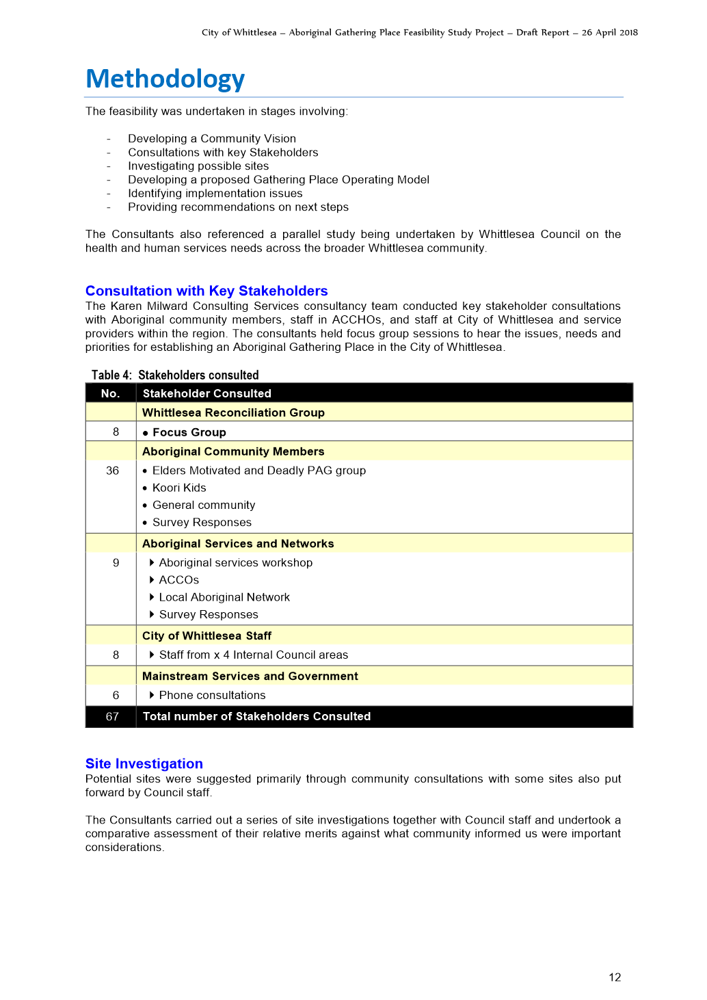 City of Whittlesea – Aboriginal Gathering Place Feasibility Study Project – Draft Report – 26 April 2018
Methodology
The feasibility was undertaken in stages involving:
- Developing a Community Vision
- Consultations with key Stakeholders
- Investigating possible sites
- Developing a proposed Gathering Place Operating Model
- Identifying implementation issues
- Providing recommendations on next steps
The Consultants also referenced a parallel study being undertaken by Whittlesea Council on the
health and human services needs across the broader Whittlesea community.
Consultation with Key Stakeholders
The Karen Milward Consulting Services consultancy team conducted key stakeholder consultations
with Aboriginal community members, staff in ACCHOs, and staff at City of Whittlesea and service
providers within the region. The consultants held focus group sessions to hear the issues, needs and
priorities for establishing an Aboriginal Gathering Place in the City of Whittlesea.
Table 4: Stakeholders consulted
No. Stakeholder Consulted
Whittlesea Reconciliation Group
8 • Focus Group
Aboriginal Community Members
36 • Elders Motivated and Deadly PAG group
• Koori Kids
• General community
• Survey Responses
Aboriginal Services and Networks
9 ▸ Aboriginal services workshop
▸ ACCOs
▸ Local Aboriginal Network
▸ Survey Responses
City of Whittlesea Staff
8 ▸ Staff from x 4 Internal Council areas
Mainstream Services and Government
6 ▸ Phone consultations
67 Total number of Stakeholders Consulted
Site Investigation
Potential sites were suggested primarily through community consultations with some sites also put
forward by Council staff.
The Consultants carried out a series of site investigations together with Council staff and undertook a
comparative assessment of their relative merits against what community informed us were important
considerations.
12